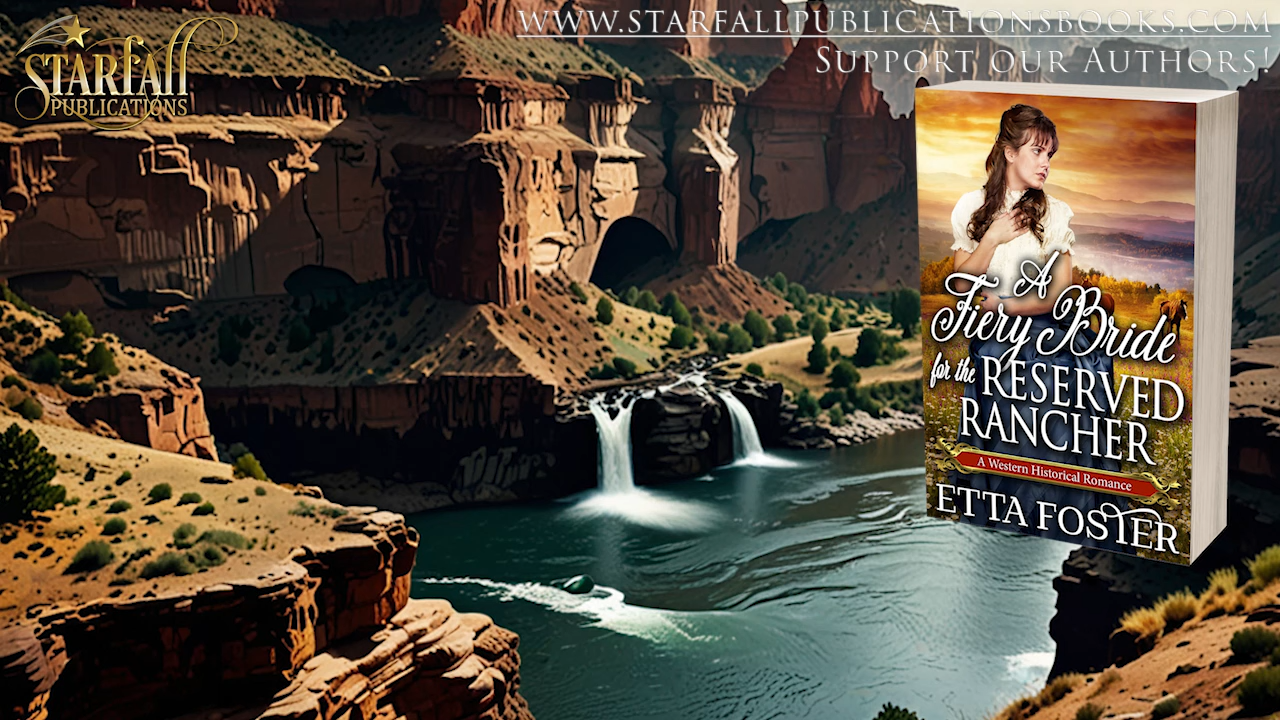 STARfall
PUBLICATIONS
www.starfallpublicationsbooks.com
Support our Authors!
A
Fiery Bride
for the RESERVED
RANCHER
A Western Historical Romance
ETTA FOSTER